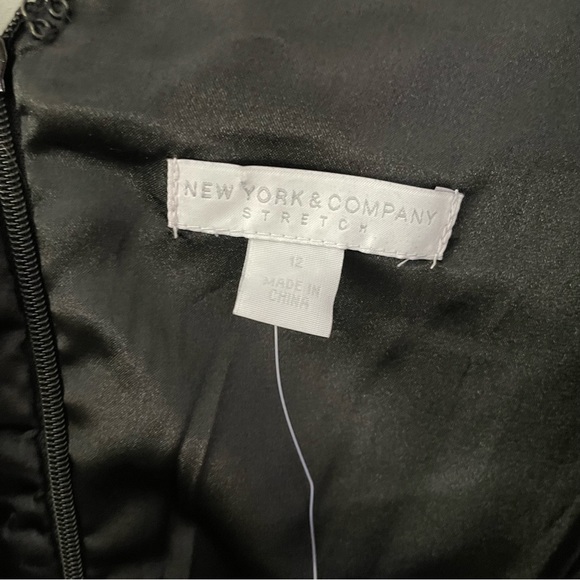 NEW YORK & COMPANY
STRETCH
12
MADE IN
CHINA